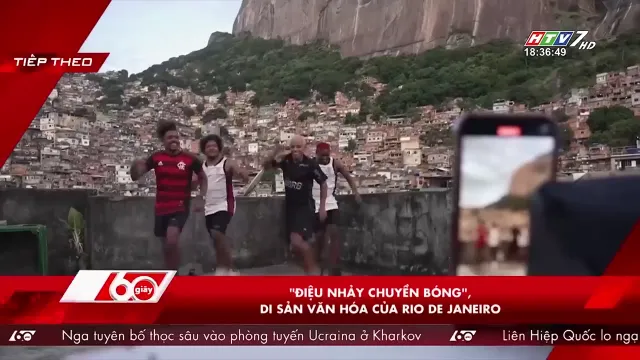 TIẾP THEO
HTV7 HD
18:36:49
60 giây
"ĐIỆU NHẢY CHUYỀN BÓNG",
DI SẢN VĂN HÓA CỦA RIO DE JANEIRO
60 Nga tuyên bố thọc sâu vào phòng tuyến Ucraina ở Kharkov 60 Liên Hiệp Quốc lo ng